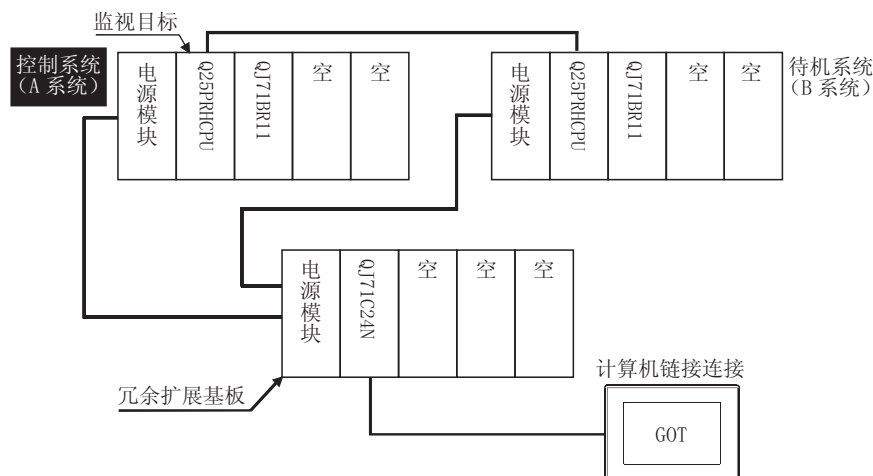 监视目标
控制系统
(A 系统)
电源模块
Q25PRHCPU
QJ71BR11
空
空
电源模块
Q25PRHCPU
QJ71BR11
空
空
待机系统
(B 系统)
电源模块
QJ71C24N
空
空
空
冗余扩展基板
计算机链接连接
GOT